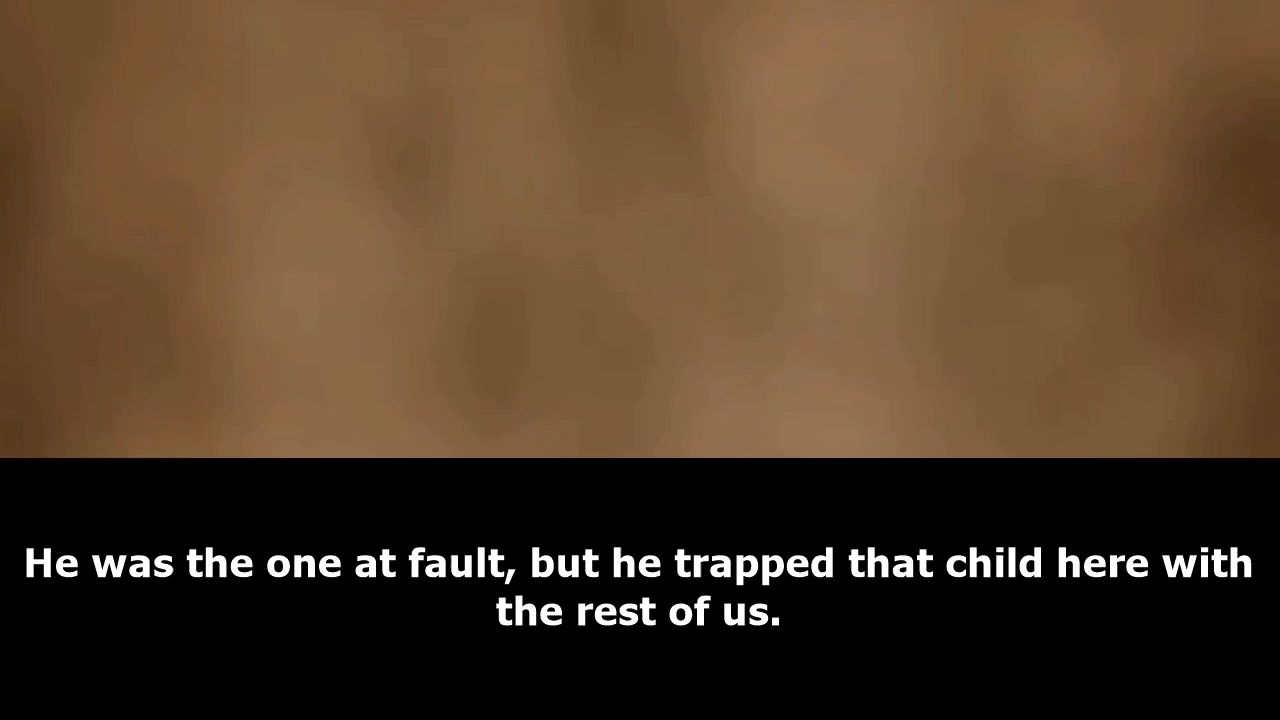 He was the one at fault, but he trapped that child here with
the rest of us.